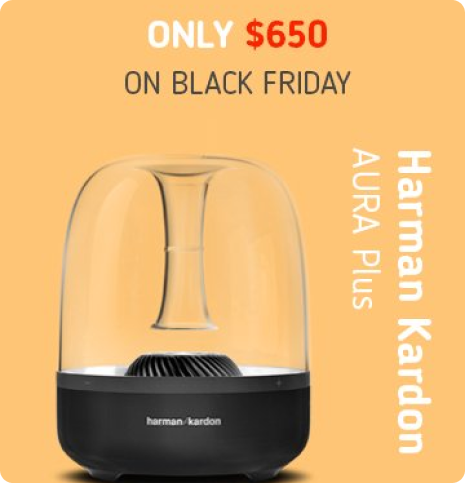 ONLY $650
ON BLACK FRIDAY
Harman Kardon
AURA Plus
harman/kardon